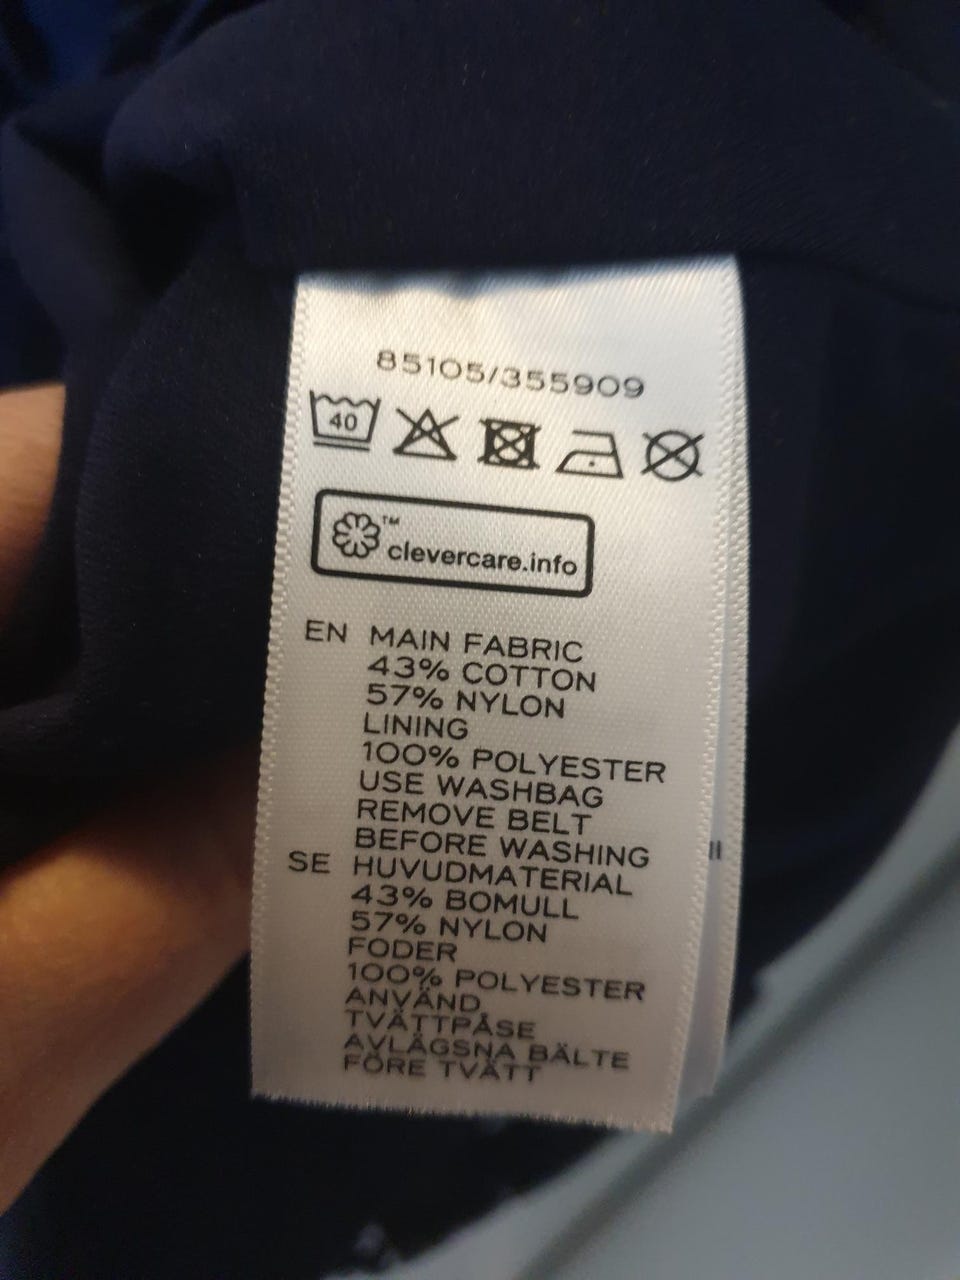 85105/355909
40
™
clevercare.info
EN MAIN FABRIC
43% COTTON
57% NYLON
LINING
100% POLYESTER
USE WASHBAG
REMOVE BELT
BEFORE WASHING
SE HUVUDMATERIAL
43% BOMULL
57% NYLON
FODER
100% POLYESTER
ANVÄND
TVÄTTPÅSE
AVLÄGSNA BÄLTE
FÖRE TVÄTT